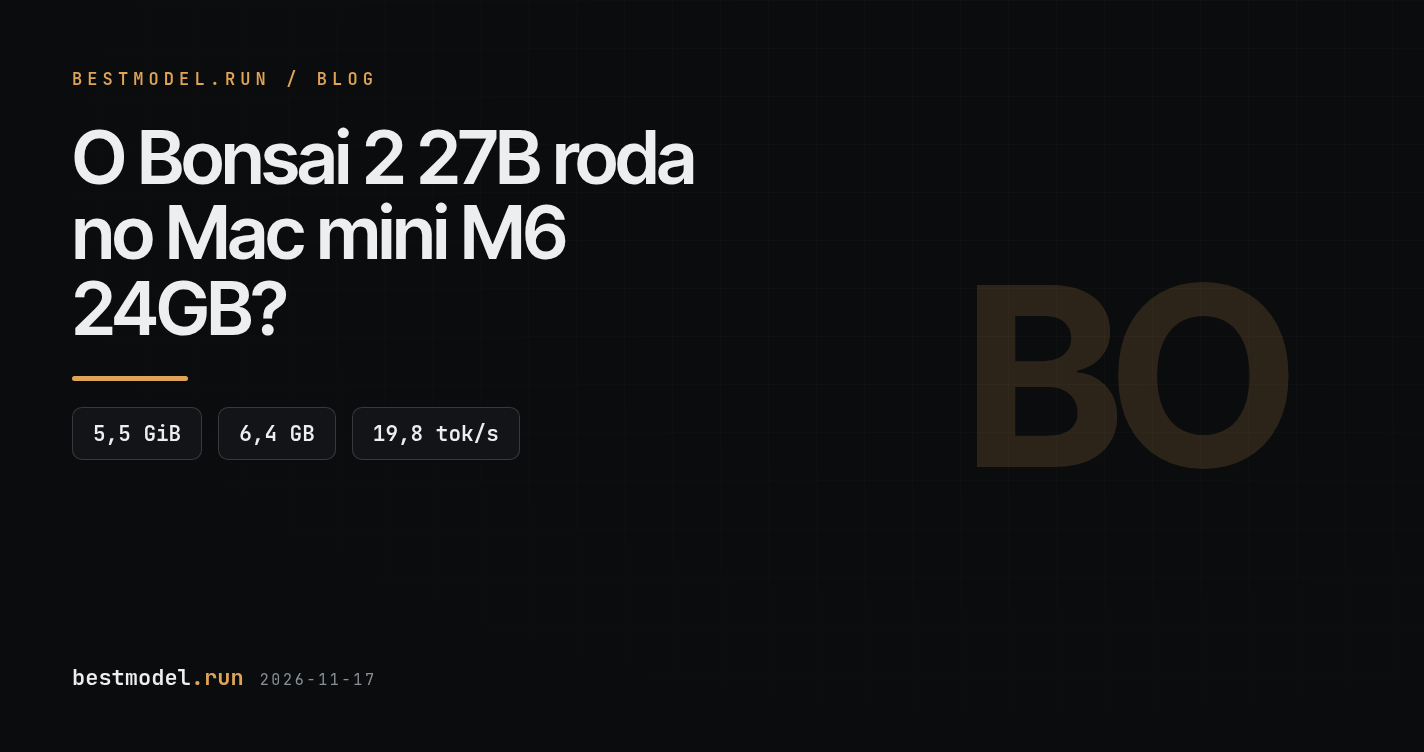 BESTMODEL.RUN / BLOG
O Bonsai 2 27B roda
no Mac mini M6
24GB?
5,5 GiB
6,4 GB
19,8 tok/s
BO
bestmodel.run 2026-11-17